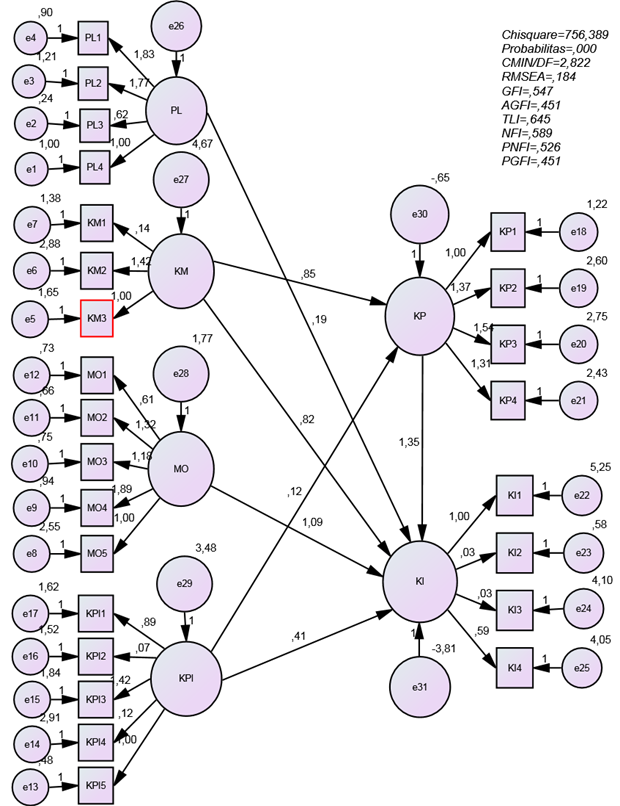 Chisquare=756,389
Probabilitas=,000
CMIN/DF=2,822
RMSEA=,184
GFI=,547
AGFI=,451
TLI=,645
NFI=,589
PNFI=,526
PGFI=,451
,90
e4 1 PL1
1,21
e3 1 PL2
,24
e2 1 PL3
1,00
e1 1 PL4
1,83
1,77
,62
1,00
e26
1
PL
4,67
e27
1
1,38
e7 1 KM1
2,88
e6 1 KM2
1,65
e5 1 KM3
,14
1,42
1,00
KM
,85
,19
,82
-,65
e30
1
KP
1,00
1,37
1,54
1,31
1,22
KP1 1 e18
2,60
KP2 1 e19
2,75
KP3 1 e20
2,43
KP4 1 e21
1,77
e28
1
,73
e12 1 MO1
,66
e11 1 MO2
,75
e10 1 MO3
,94
e9 1 MO4
2,55
e8 1 MO5
,61
1,32
1,18
1,89
1,00
MO
1,09
,12
1,35
3,48
e29
1
1,62
e17 1 KPI1
1,52
e16 1 KPI2
1,84
e15 1 KPI3
2,91
e14 1 KPI4
,48
e13 1 KPI5
,89
,07
,42
,12
1,00
KPI
,41
KI
1,00
,03
,03
,59
5,25
KI1 1 e22
,58
KI2 1 e23
4,10
KI3 1 e24
4,05
KI4 1 e25
1
-3,81
e31